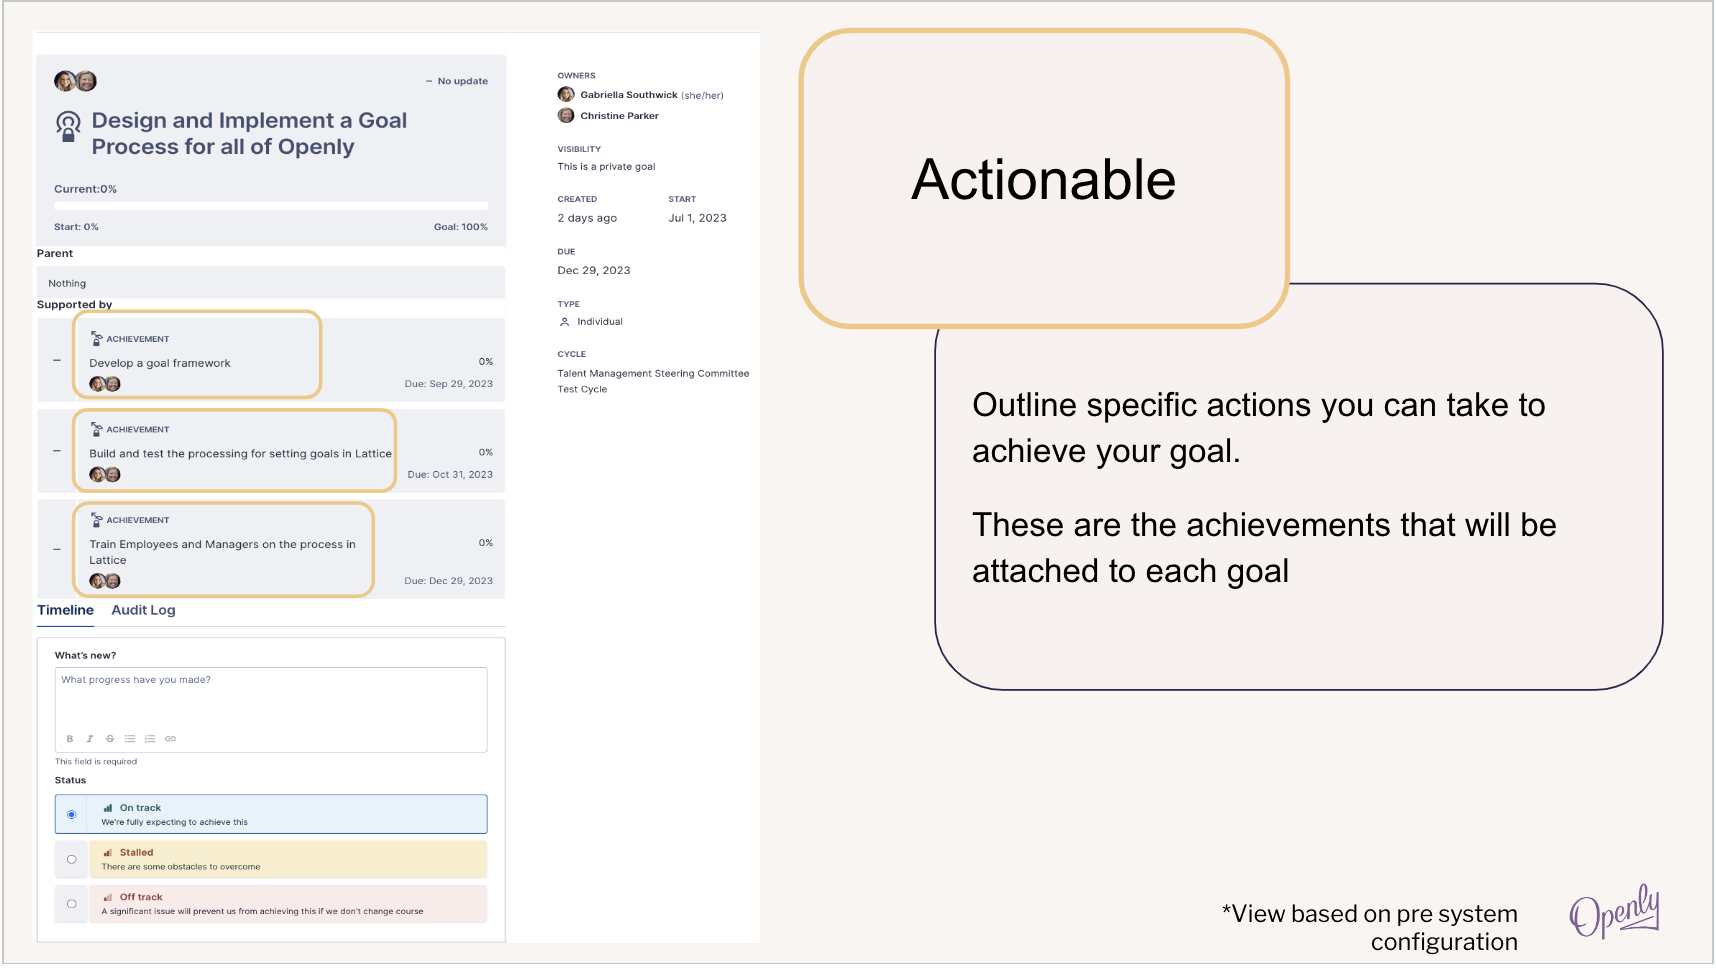 − No update
Design and Implement a Goal
Process for all of Openly
Current:0%
Start: 0%
Goal: 100%
Parent
Nothing
Supported by
ACHIEVEMENT
Develop a goal framework
0%
Due: Sep 29, 2023
ACHIEVEMENT
Build and test the processing for setting goals in Lattice
0%
Due: Oct 31, 2023
ACHIEVEMENT
Train Employees and Managers on the process in
Lattice
0%
Due: Dec 29, 2023
Timeline
Audit Log
What's new?
What progress have you made?
B I S
This field is required
Status
On track
We're fully expecting to achieve this
Stalled
There are some obstacles to overcome
Off track
A significant issue will prevent us from achieving this if we don't change course
OWNERS
Gabriella Southwick (she/her)
Christine Parker
VISIBILITY
This is a private goal
CREATED
2 days ago
START
Jul 1, 2023
DUE
Dec 29, 2023
TYPE
Individual
CYCLE
Talent Management Steering Committee
Test Cycle
Actionable
Outline specific actions you can take to
achieve your goal.
These are the achievements that will be
attached to each goal
*View based on pre system
configuration
Openly